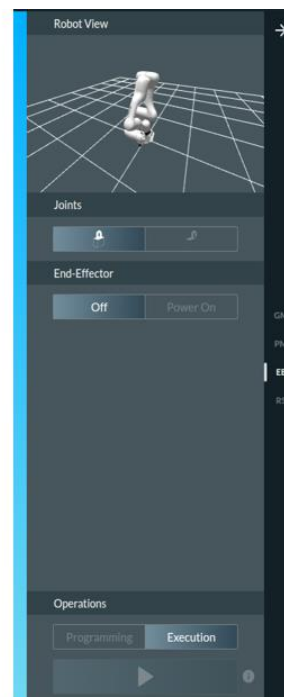 Robot View
Joints
End-Effector
Off
Power On
Operations
Programming
Execution